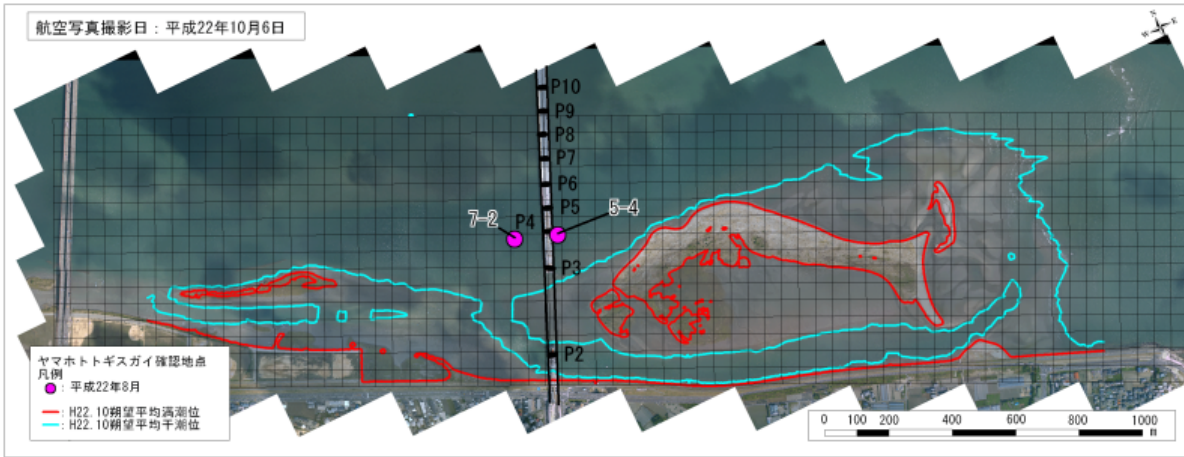 航空写真撮影日：平成22年10月6日
N
W
E
P10
P9
P8
P7
P6
P5
P4
7-2
5-4
P3
P2
ヤマホトトギスガイ確認地点
凡例
：平成22年8月
：H22.10朔望平均満潮位
：H22.10朔望平均干潮位
0 100 200 400 600 800 1000
m